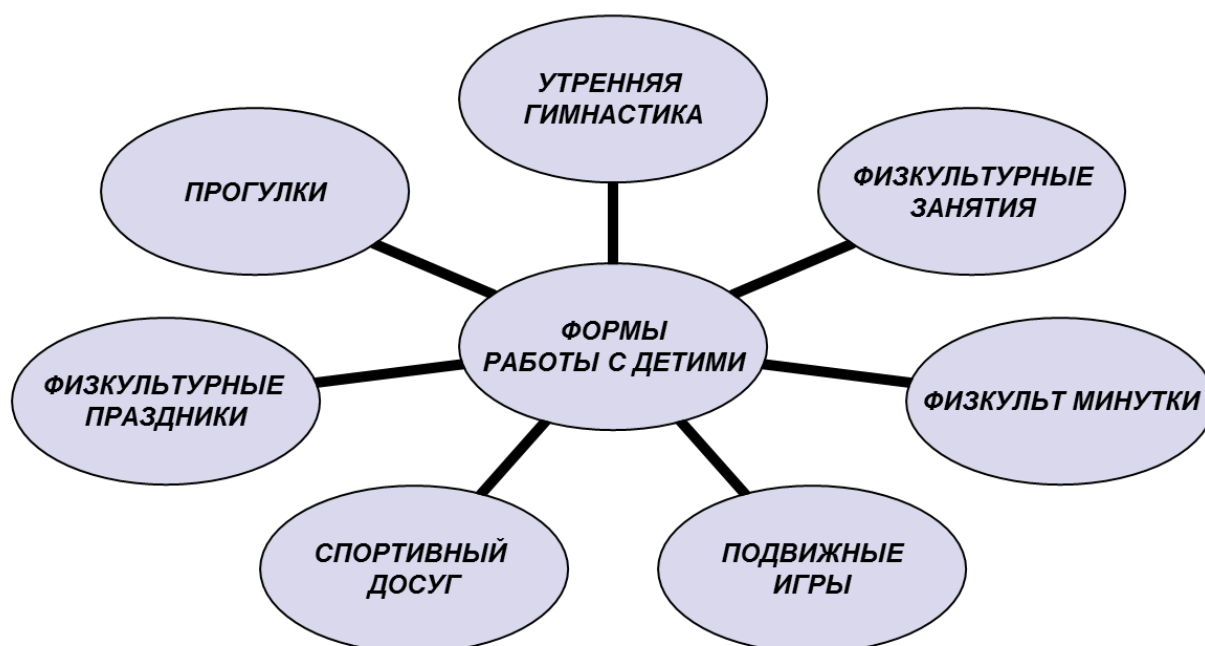 УТРЕННЯЯ
ГИМНАСТИКА
ПРОГУЛКИ
ФИЗКУЛЬТУРНЫЕ
ЗАНЯТИЯ
ФОРМЫ
РАБОТЫ С ДЕТИМИ
ФИЗКУЛЬТУРНЫЕ
ПРАЗДНИКИ
ФИЗКУЛЬТ МИНУТКИ
СПОРТИВНЫЙ
ДОСУГ
ПОДВИЖНЫЕ
ИГРЫ